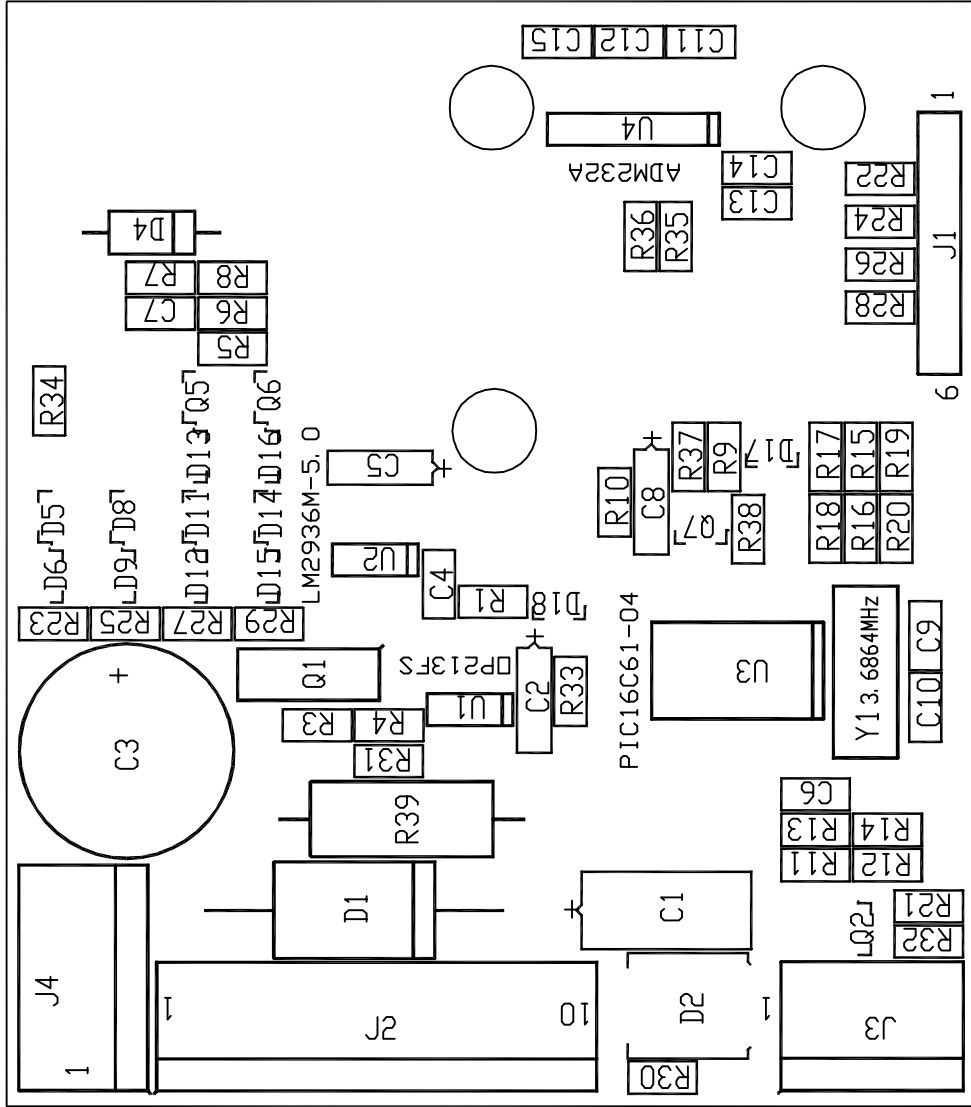 C15 C12 C11
U4
1
ADM232A
C14
C13
R22
R24
R26
R28
J1
6
R36 R35
D4
R7 R8
C7 R6
R5
R34
Q5 Q6
D13 D16
D11 D14
D12 D15
D5 D8
D6 D9
LM2936M-5.0
C5 +
U2
C4
R1
D18
R10
C8 +
R37 R9 D17
Q7 R38
R17 R15 R19
R18 R16 R20
R23 R25 R27 R29
+
C3
Q1
OP213FS
U1
+
C2 R33
R3 R4
R31
R39
PIC16C61-04
U3
Y1 3.6864MHz
C9
C10
C6
R13 R14
R11 R12
D1
+ C1
Q2
R21
R32
J4
1
1 J2 10
D2
1 J3
R30